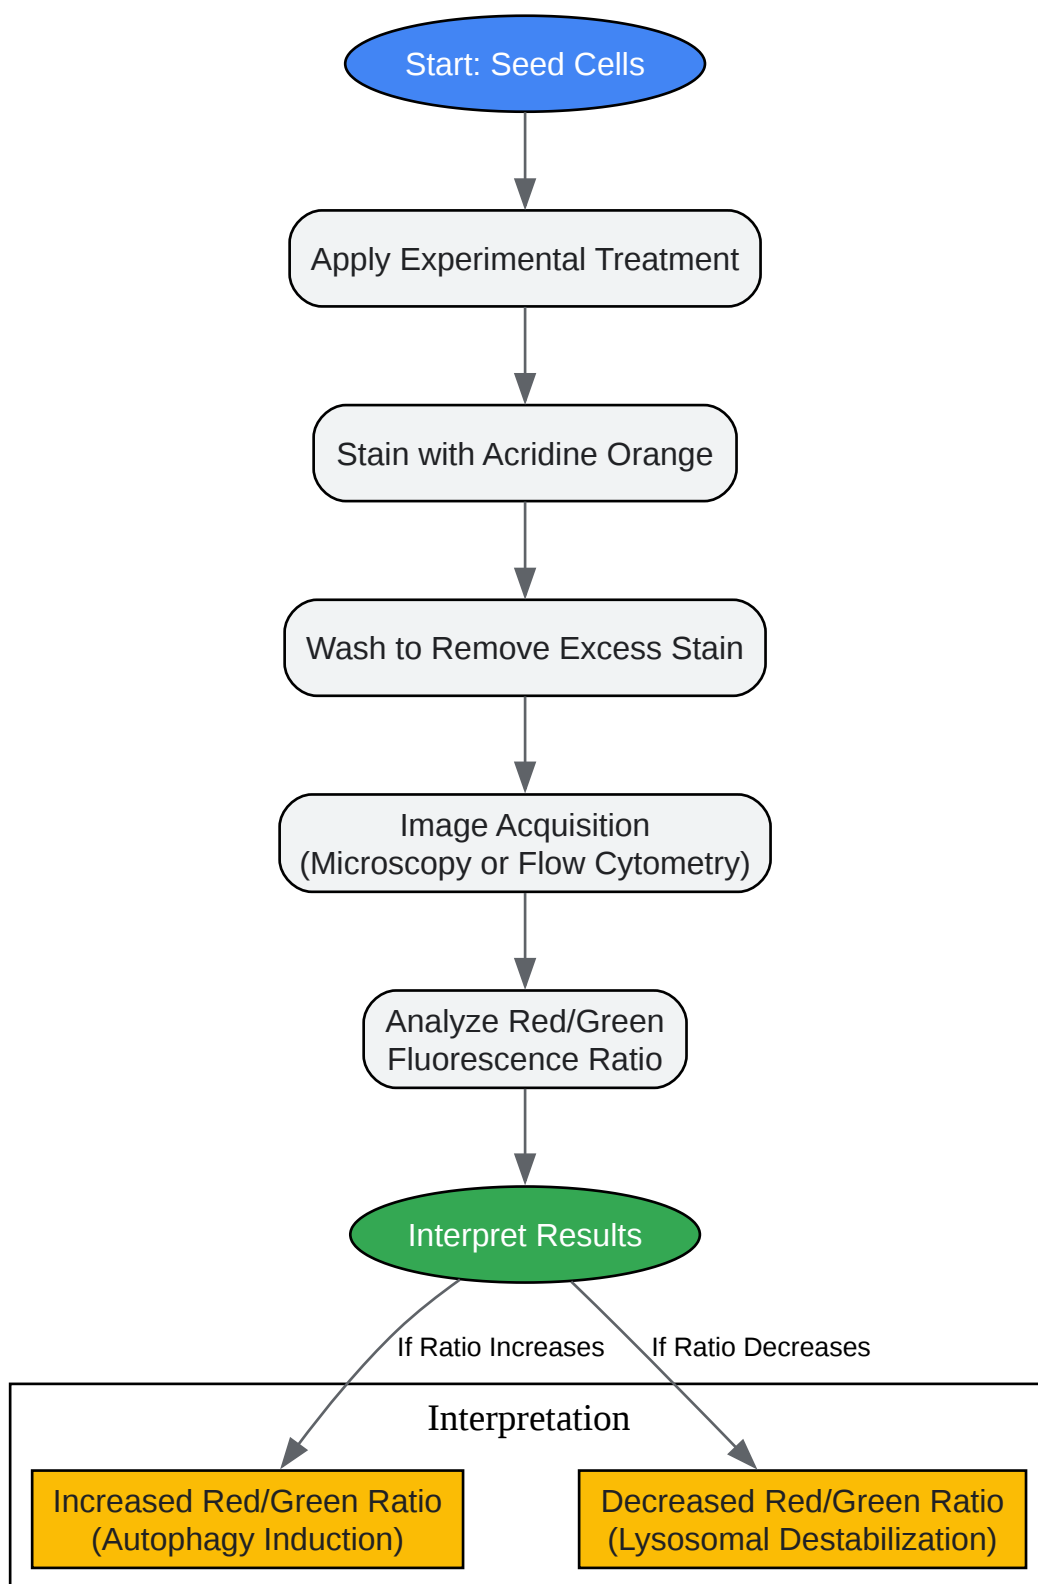 Start: Seed Cells
Apply Experimental Treatment
Stain with Acridine Orange
Wash to Remove Excess Stain
Image Acquisition
(Microscopy or Flow Cytometry)
Analyze Red/Green
Fluorescence Ratio
Interpret Results
If Ratio Increases
If Ratio Decreases
Interpretation
Increased Red/Green Ratio
(Autophagy Induction)
Decreased Red/Green Ratio
(Lysosomal Destabilization)